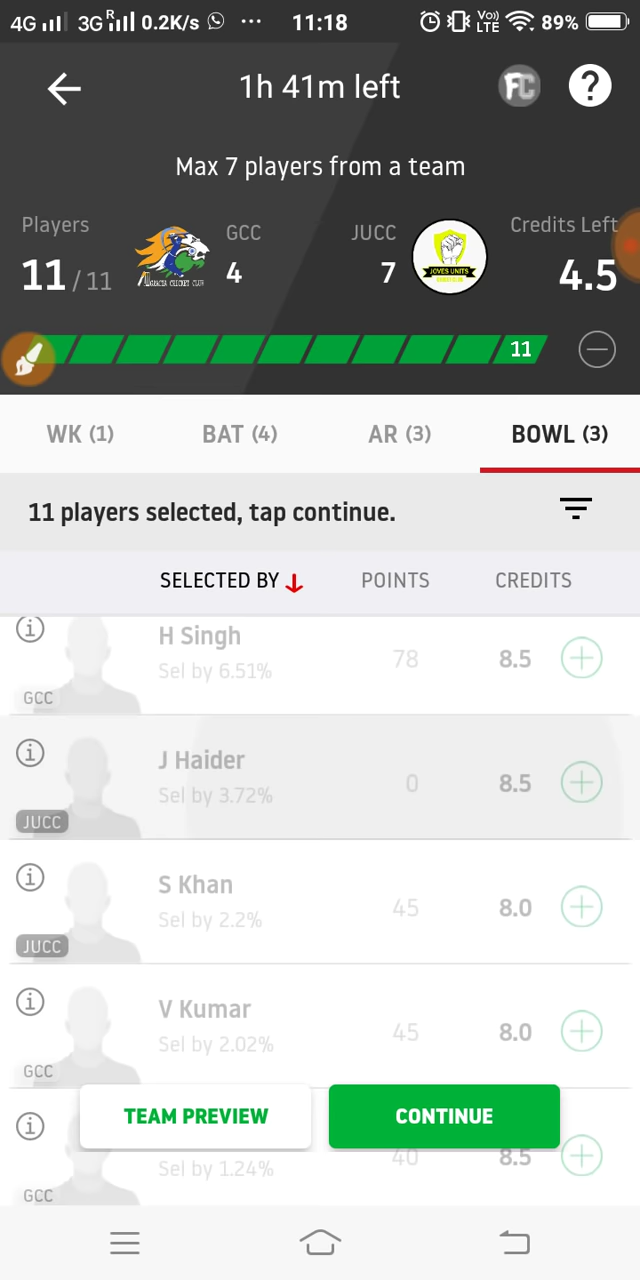 4G 3G R 0.2K/s ... 11:18 Vo) LTE 89%
1h 41m left FC ?
Max 7 players from a team
Players GCC JUCC Credits Left
11 / 11 4 7 4.5
JOVES UNITS
11
WK (1) BAT (4) AR (3) BOWL (3)
11 players selected, tap continue.
SELECTED BY POINTS CREDITS
H Singh
Sel by 6.51% 78 8.5
GCC
J Haider
Sel by 3.72% 0 8.5
JUCC
S Khan
Sel by 2.2% 45 8.0
JUCC
V Kumar
Sel by 2.02% 45 8.0
GCC
TEAM PREVIEW CONTINUE
Sel by 1.24% 40 8.5
GCC